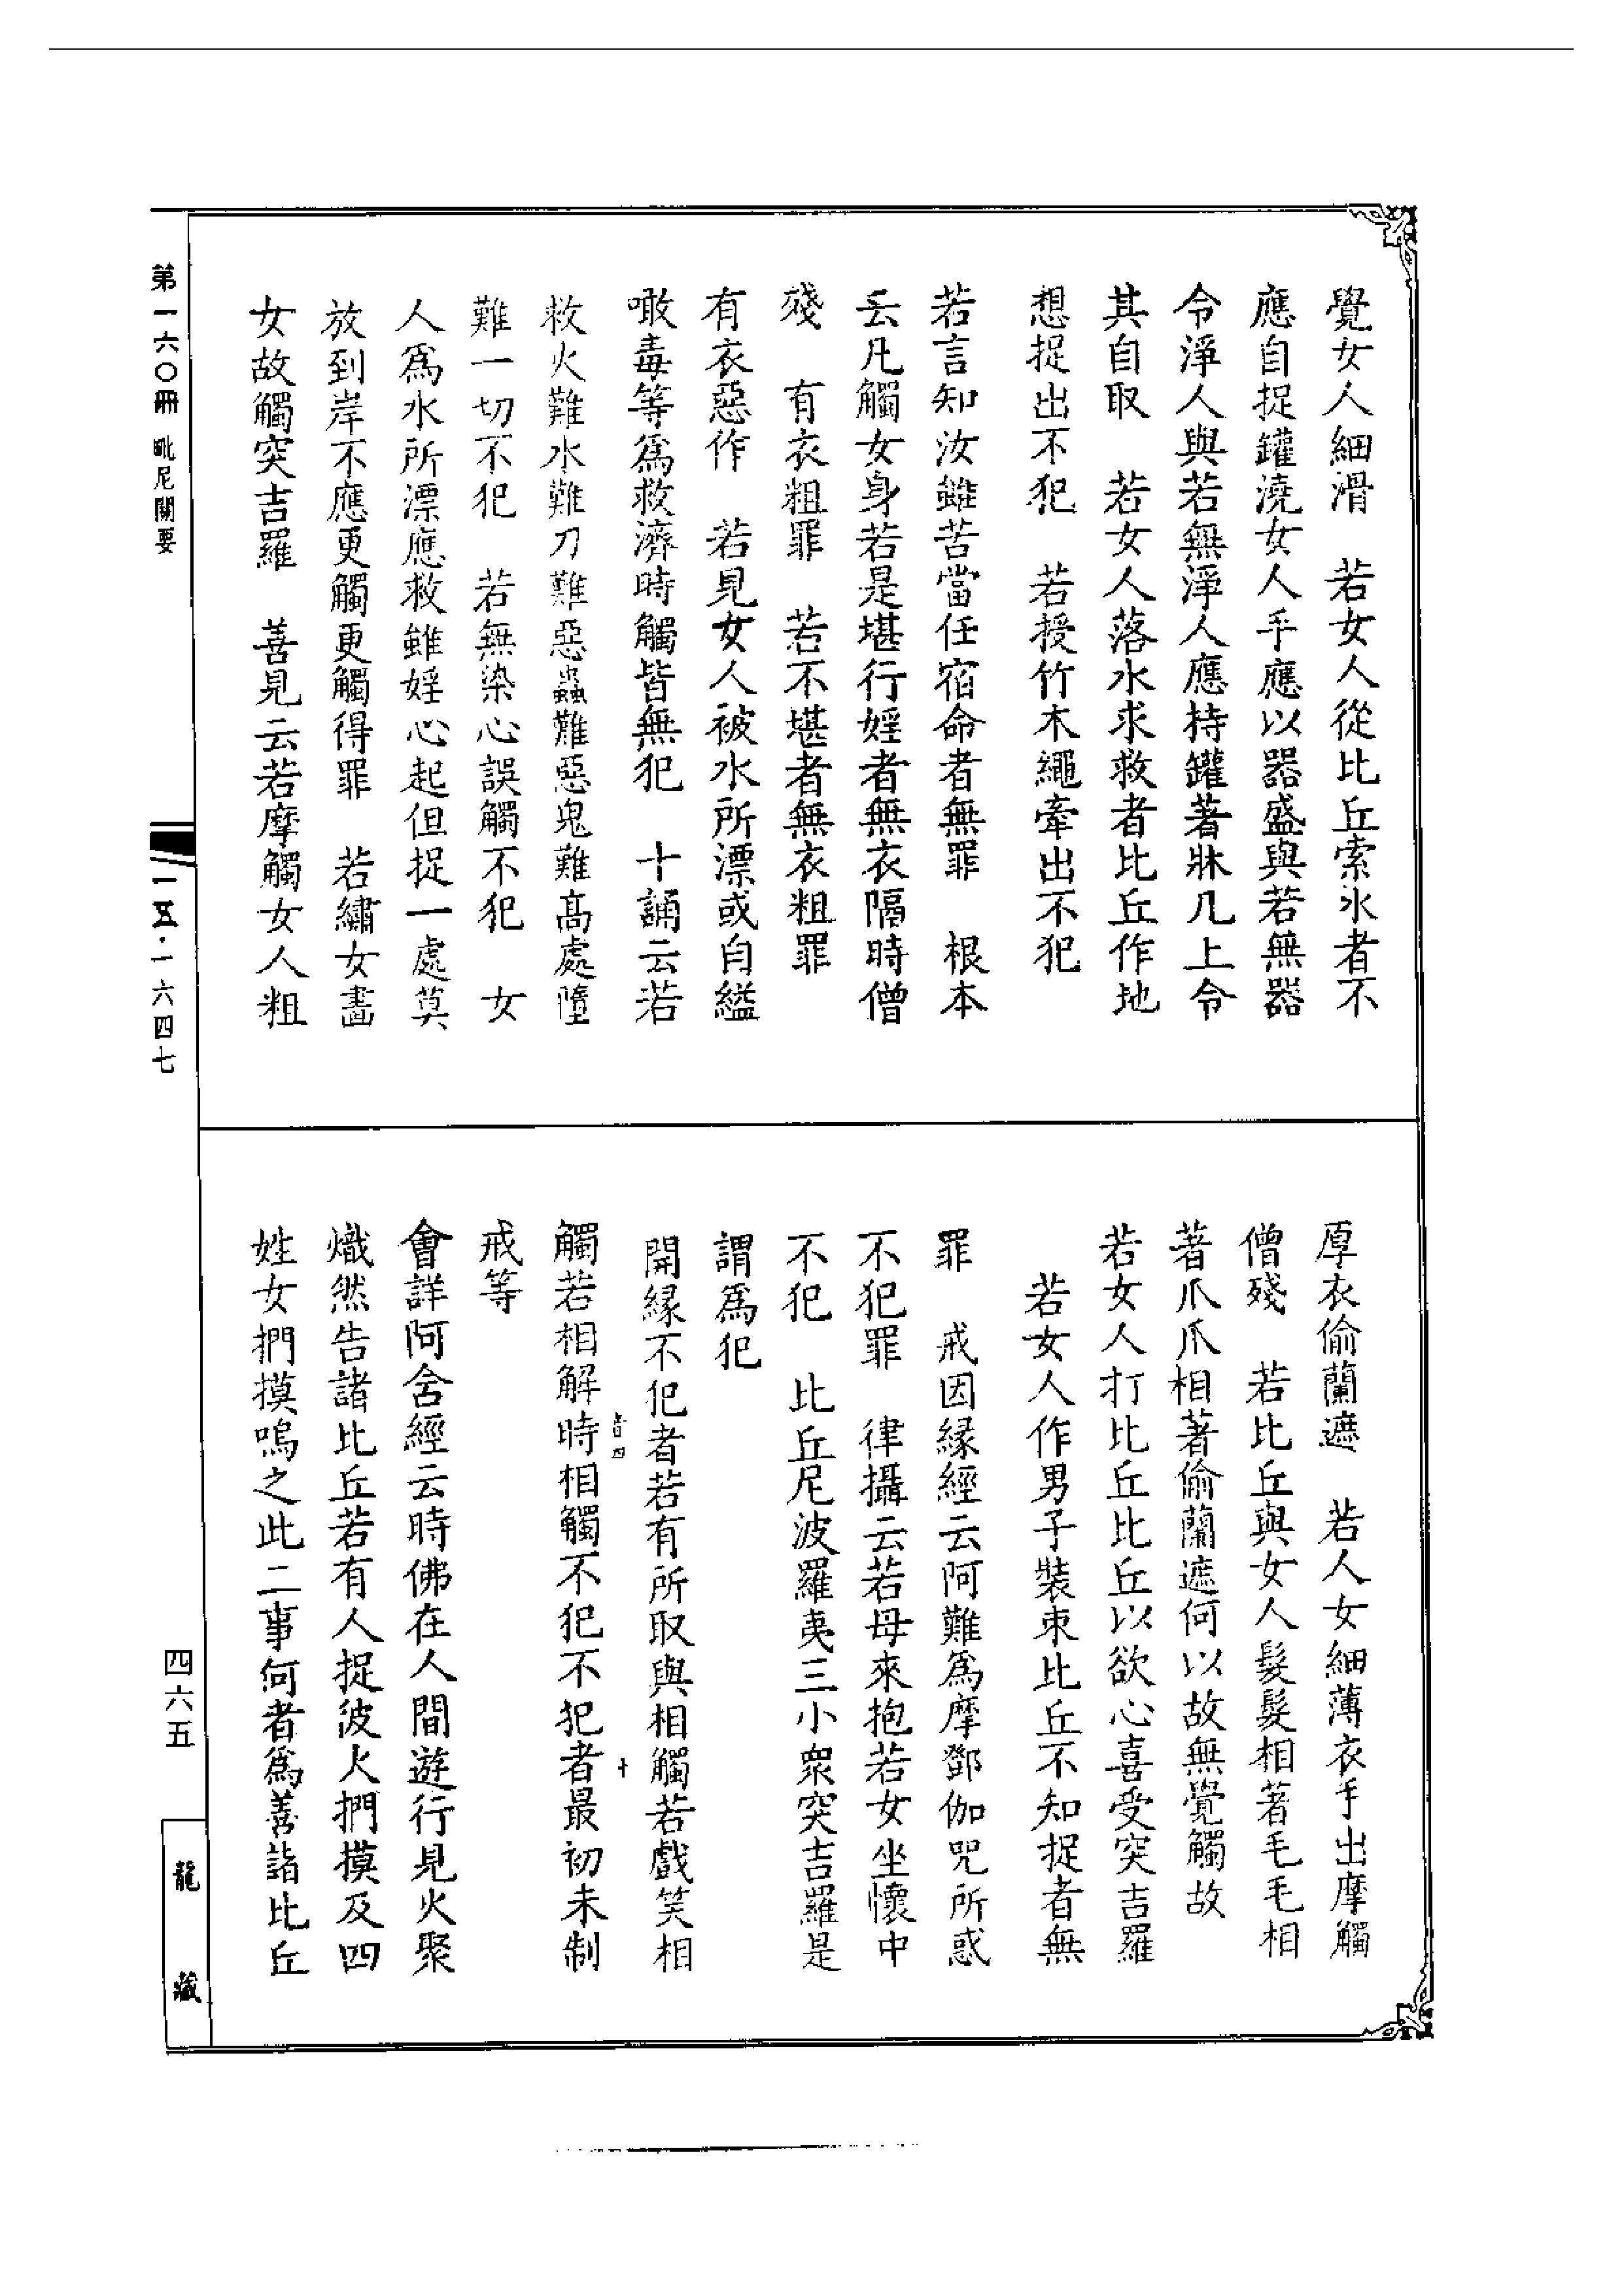 覺女人細滑　若女人從比丘索水者不
應自捉鑵澆女人手應以器盛與若無器
令淨人與若無淨人應持鑵著牀几上令
其自取　若女人落水求救者比丘作地
想捉出不犯　若授竹木繩牽出不犯
若言知汝雖苦當任宿命者無罪　根本
云凡觸女身若是堪行婬者無衣隔時僧
殘　有衣粗罪　若不堪者無衣粗罪
有衣惡作　若見女人被水所漂或自縊
噉毒等爲救濟時觸皆無犯　十誦云若
救火難水難刀難惡蟲難惡鬼難高處墮
難一切不犯　若無染心誤觸不犯　女
人爲水所漂應救雖婬心起但捉一處莫
放到岸不應更觸更觸得罪　若繡女畵
女故觸突吉羅　善見云若摩觸女人粗
厚衣偷蘭遮　若人女細薄衣手出摩觸
僧殘　若比丘與女人髮髮相著毛毛相
著爪爪相著偷蘭遮何以故無覺觸故
若女人打比丘比丘以欲心喜受突吉羅
若女人作男子裝束比丘不知捉者無
罪　戒因緣經云阿難爲摩鄧伽咒所惑
不犯罪　律攝云若母來抱若女坐懷中
不犯　比丘尼波羅夷三小衆突吉羅是
謂爲犯
開緣不犯者若有所取與相觸若戲笑相
觸若相解時相觸不犯不犯者最初未制
戒等
會詳阿含經云時佛在人間遊行見火聚
熾然告諸比丘若有人捉彼火捫摸及四
姓女捫摸嗚之此二事何者爲善諸比丘
第一六〇冊　毗尼關要
一五·一六四七
四六五
龍藏